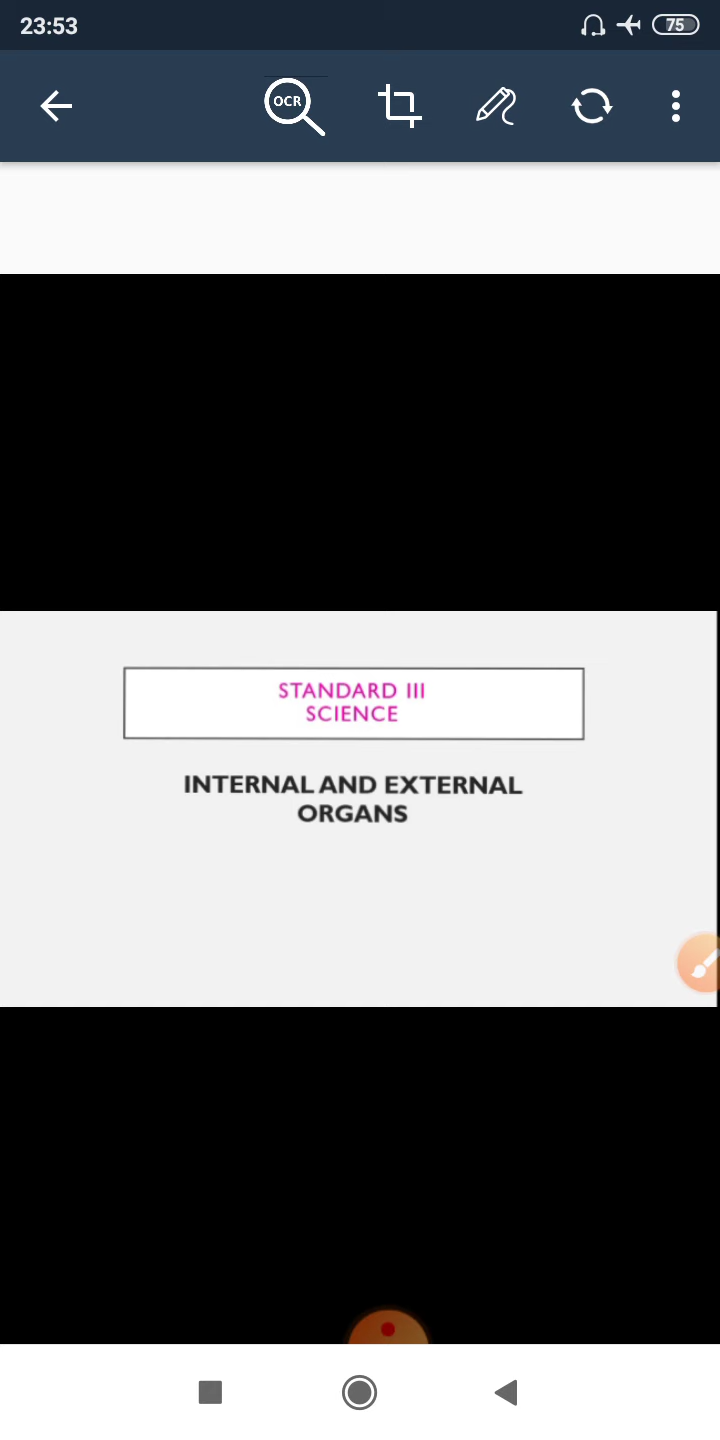 23:53
75
OCR
STANDARD III
SCIENCE
INTERNAL AND EXTERNAL
ORGANS